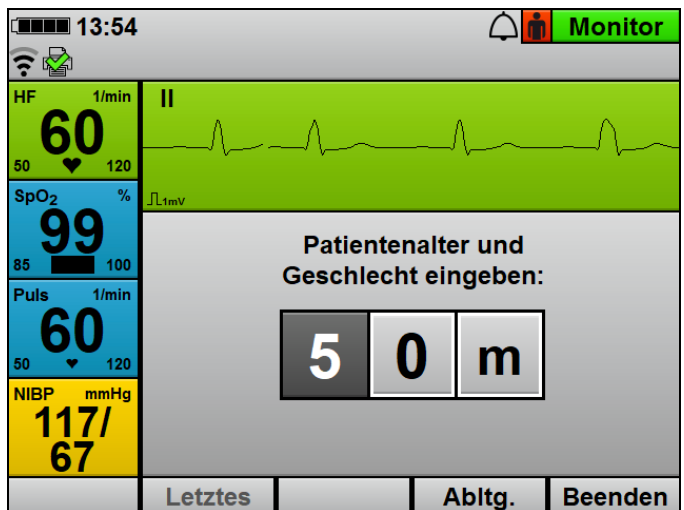 13:54
Monitor
HF 1/min
60
50 120
II
1mV
SpO2 %
99
85 100
Puls 1/min
60
50 120
NIBP mmHg
117/
67
Patientenalter und
Geschlecht eingeben:
5 0 m
Letztes Abltg. Beenden